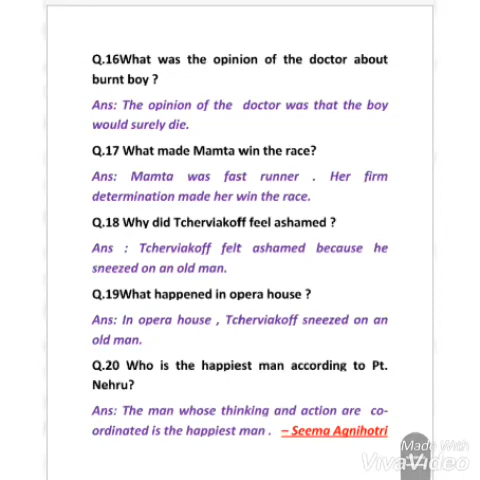 Q.16What was the opinion of the doctor about
burnt boy ?
Ans: The opinion of the doctor was that the boy
would surely die.
Q.17 What made Mamta win the race?
Ans: Mamta was fast runner . Her firm
determination made her win the race.
Q.18 Why did Tcherviakoff feel ashamed ?
Ans : Tcherviakoff felt ashamed because he
sneezed on an old man.
Q.19What happened in opera house ?
Ans: In opera house , Tcherviakoff sneezed on an
old man.
Q.20 Who is the happiest man according to Pt.
Nehru?
Ans: The man whose thinking and action are co-
ordinated is the happiest man . – Seema Agnihotri
Made With
VivaVideo